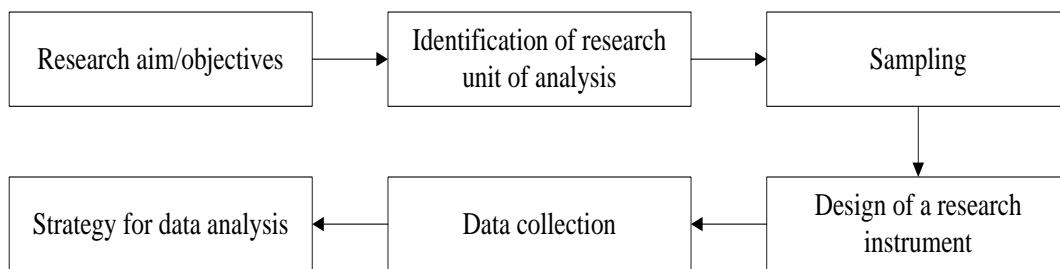 Research aim/objectives
Identification of research
unit of analysis
Sampling
Design of a research
instrument
Data collection
Strategy for data analysis